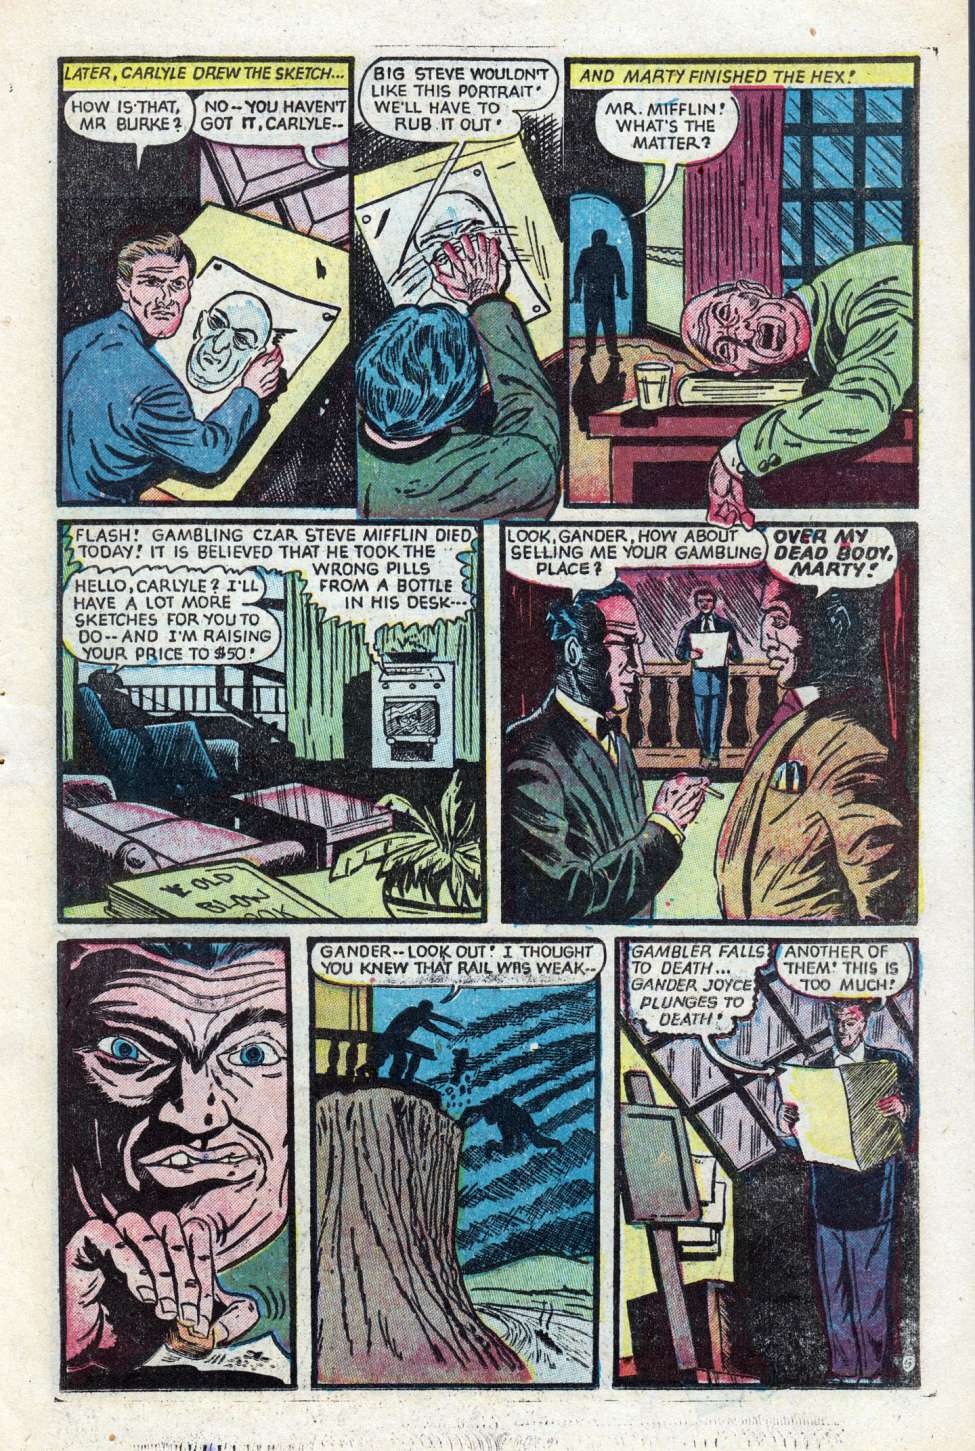 LATER, CARLYLE DREW THE SKETCH...
HOW IS THAT,
MR BURKE?
NO-- YOU HAVEN'T
GOT IT, CARLYLE--
BIG STEVE WOULDN'T
LIKE THIS PORTRAIT!
WE'LL HAVE TO
RUB IT OUT!
AND MARTY FINISHED THE HEX!
MR. MIFFLIN!
WHAT'S THE
MATTER?
FLASH! GAMBLING CZAR STEVE MIFFLIN DIED
TODAY! IT IS BELIEVED THAT HE TOOK THE
WRONG PILLS
FROM A BOTTLE
IN HIS DESK---
HELLO, CARLYLE? I'LL
HAVE A LOT MORE
SKETCHES FOR YOU TO
DO-- AND I'M RAISING
YOUR PRICE TO $50!
YE OLD
BLOW
BOOK
LOOK, GANDER, HOW ABOUT
SELLING ME YOUR GAMBLING
PLACE?
OVER MY
DEAD BODY,
MARTY!
GANDER-- LOOK OUT! I THOUGHT
YOU KNEW THAT RAIL WAS WEAK--
GAMBLER FALLS
TO DEATH...
GANDER JOYCE
PLUNGES TO
DEATH!
ANOTHER OF
THEM! THIS IS
TOO MUCH!
5